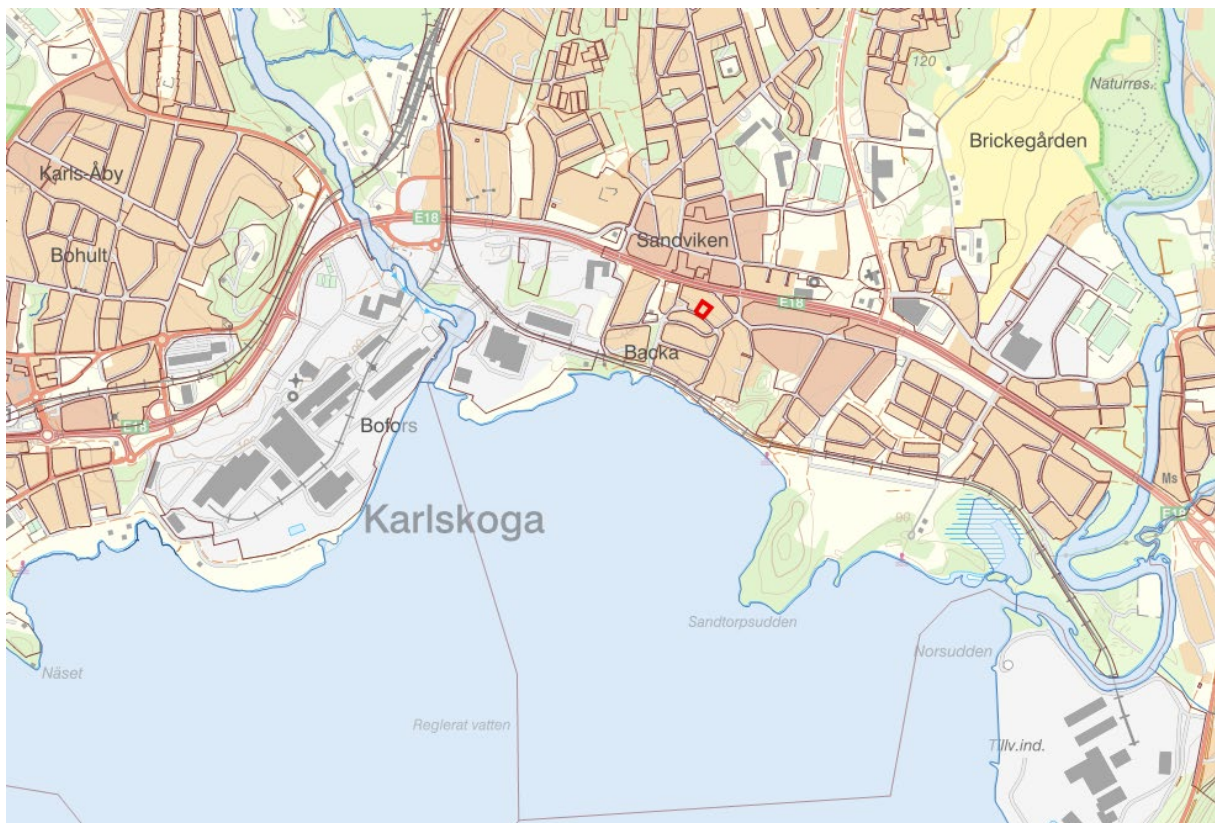 120
Naturres.
Brickegården
Karls-Åby
E18
Sandviken
Bohult
E18
Backa
E18
Bofors
Karlskoga
Ms
E18
90
Sandtorpsudden
Norsudden
Näset
Reglerat vatten
Tillv.ind.